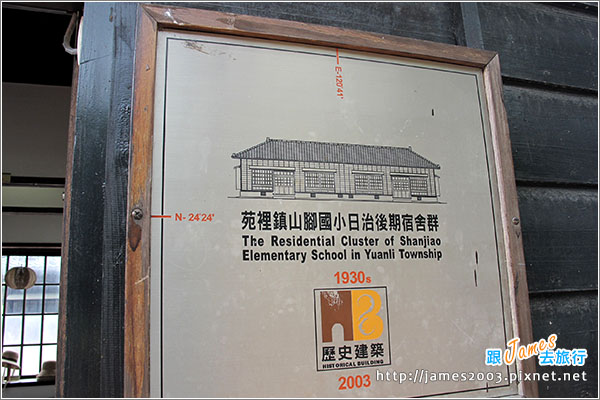 E-120°41'
N- 24°24'
苑裡鎮山腳國小日治後期宿舍群
The Residential Cluster of Shanjiao
Elementary School in Yuanli Township
1930s
歷史建築
HISTORICAL BUILDING
2003
跟James去旅行
http://james2003.pixnet.net/